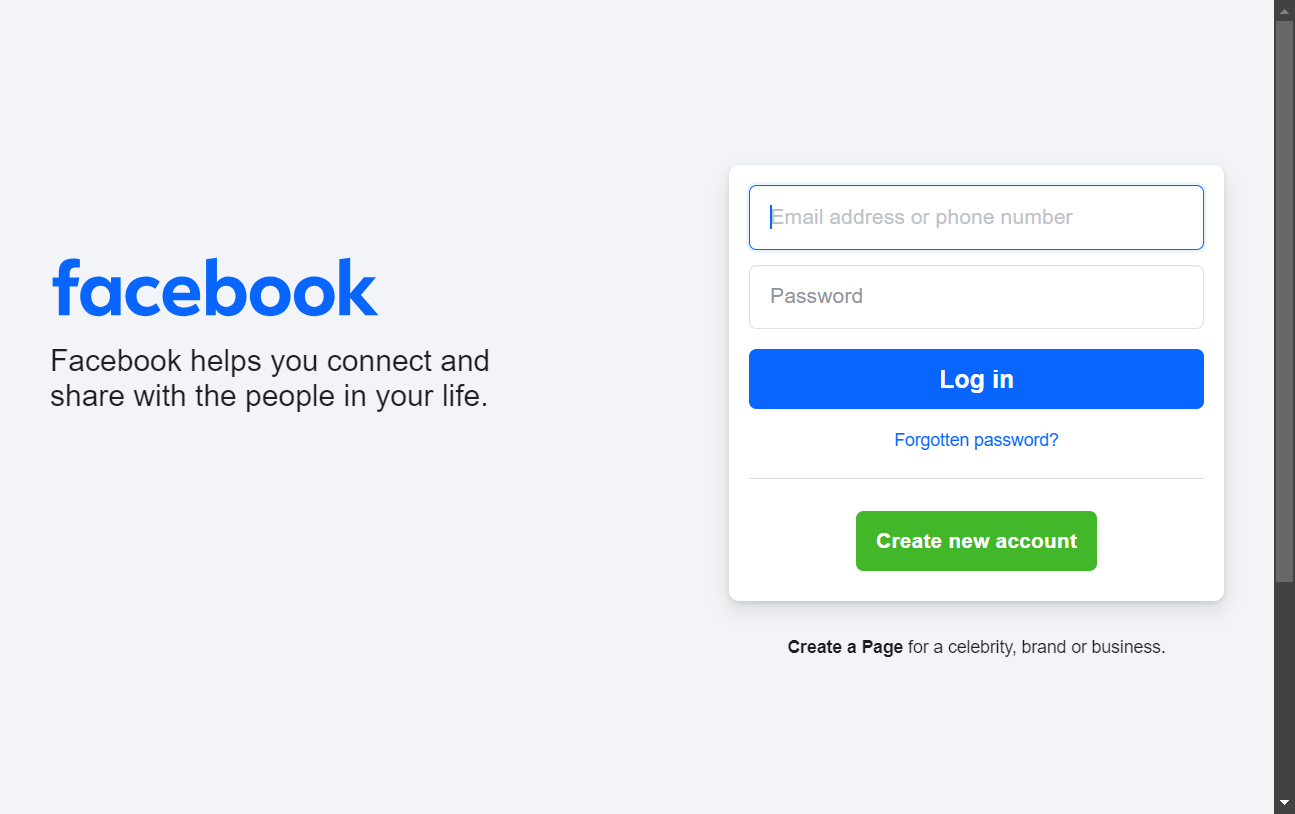 facebook
Facebook helps you connect and
share with the people in your life.
Email address or phone number
Password
Log in
Forgotten password?
Create new account
Create a Page for a celebrity, brand or business.